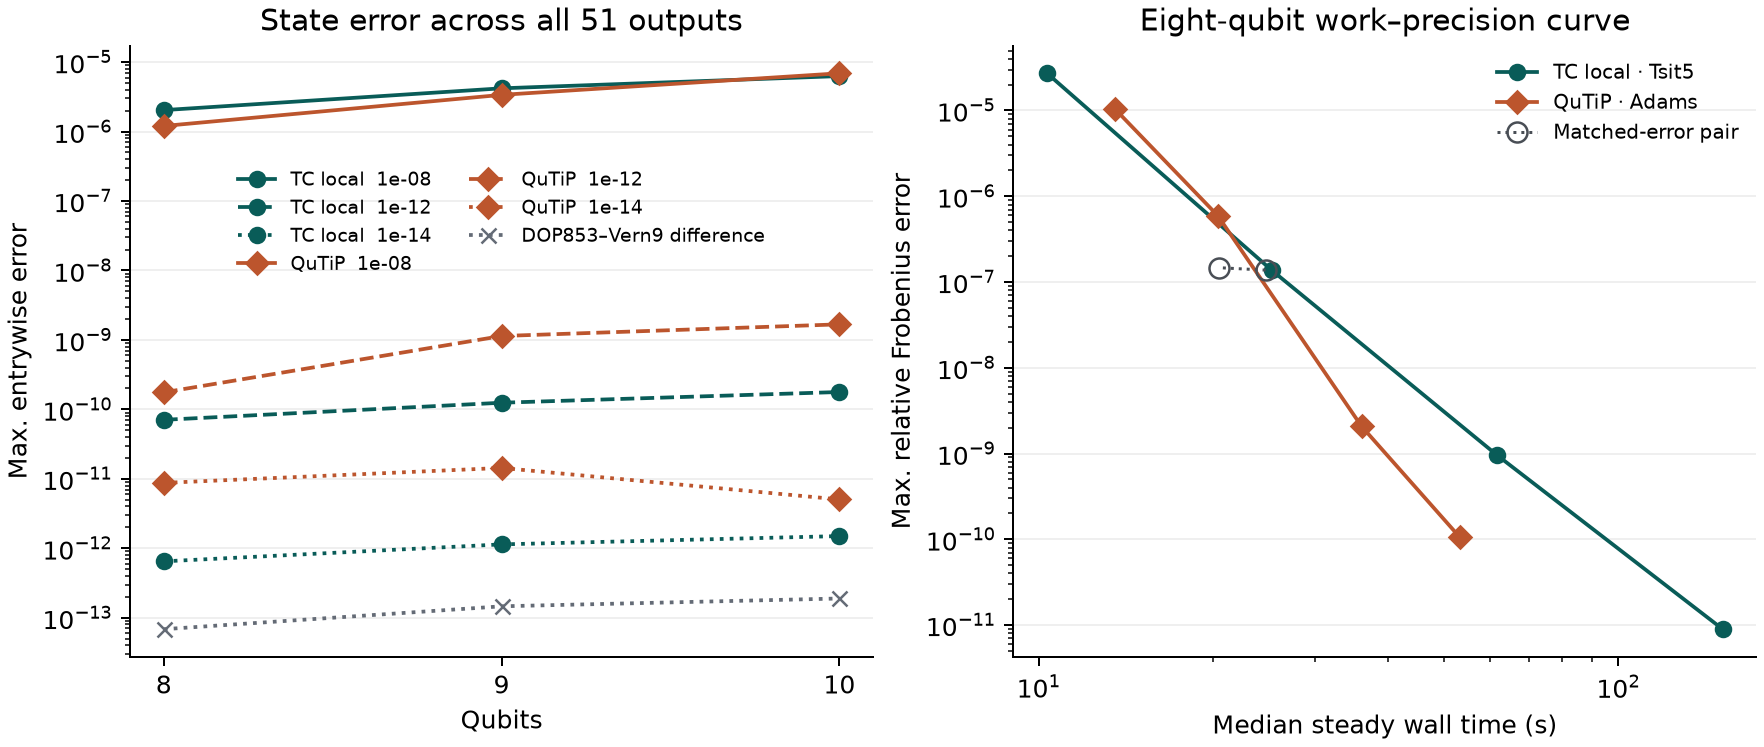 State error across all 51 outputs
Max. entrywise error
10⁻⁵
10⁻⁶
10⁻⁷
10⁻⁸
10⁻⁹
10⁻¹⁰
10⁻¹¹
10⁻¹²
10⁻¹³
TC local 1e-08
TC local 1e-12
TC local 1e-14
QuTiP 1e-08
QuTiP 1e-12
QuTiP 1e-14
DOP853–Vern9 difference
8
9
10
Qubits
Eight-qubit work–precision curve
Max. relative Frobenius error
10⁻⁵
10⁻⁶
10⁻⁷
10⁻⁸
10⁻⁹
10⁻¹⁰
10⁻¹¹
TC local · Tsit5
QuTiP · Adams
Matched-error pair
10¹
10²
Median steady wall time (s)